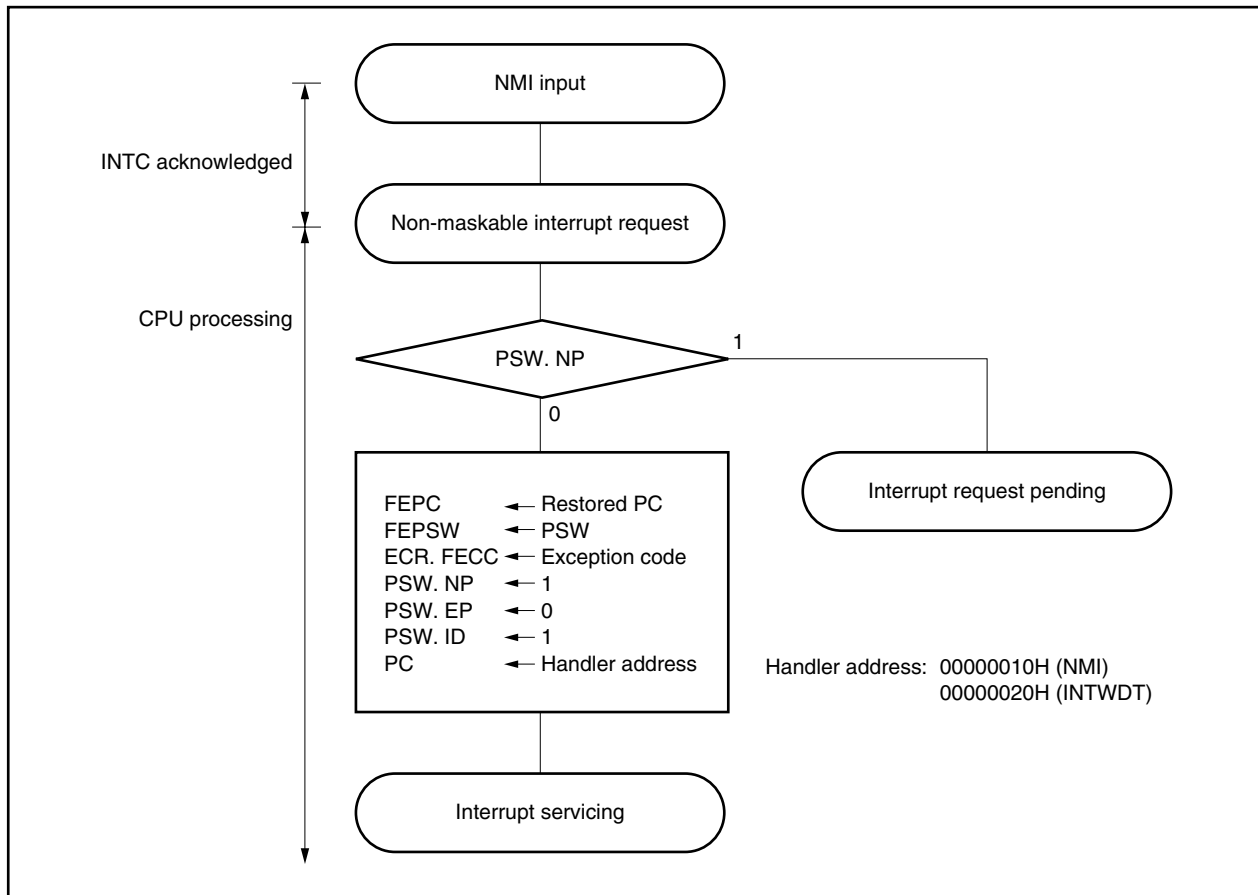 NMI input
INTC acknowledged
Non-maskable interrupt request
CPU processing
PSW. NP
1
0
Interrupt request pending
FEPC ← Restored PC
FEPSW ← PSW
ECR. FECC ← Exception code
PSW. NP ← 1
PSW. EP ← 0
PSW. ID ← 1
PC ← Handler address
Handler address: 00000010H (NMI)
00000020H (INTWDT)
Interrupt servicing